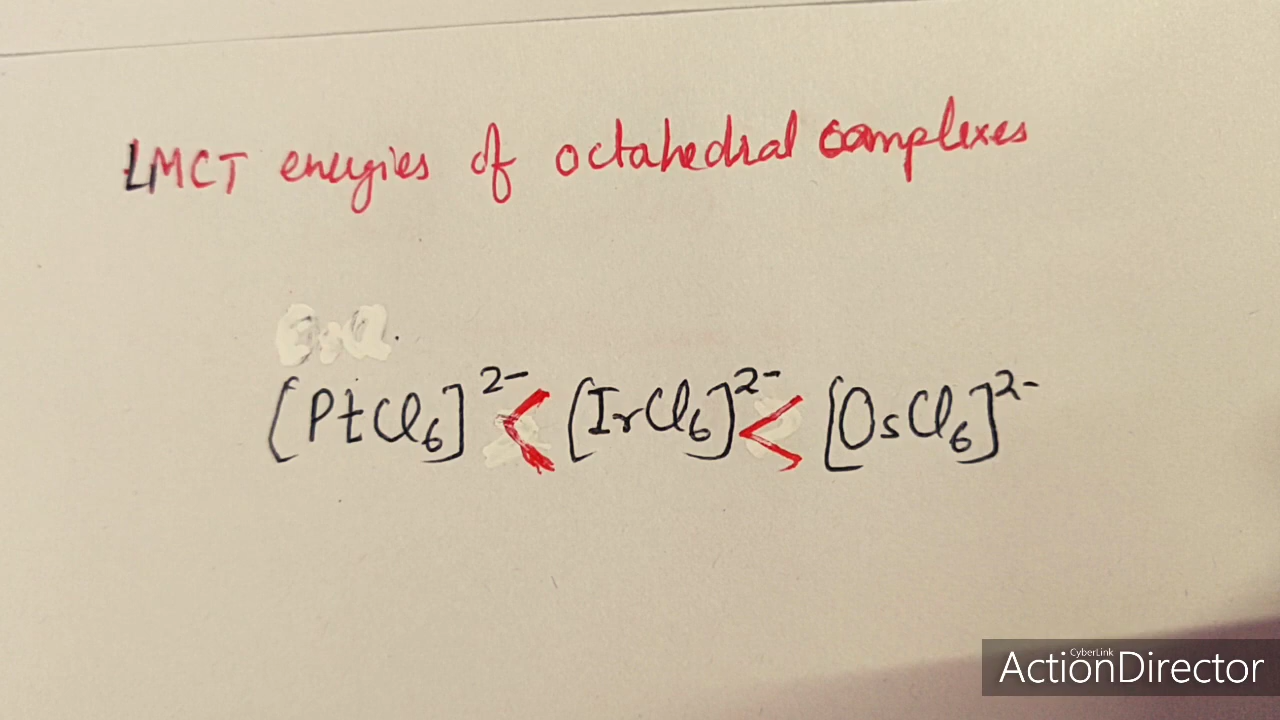 LMCT energies of octahedral complexes
[PtCl₆]²⁻ < [IrCl₆]²⁻ < [OsCl₆]²⁻
CyberLink
ActionDirector